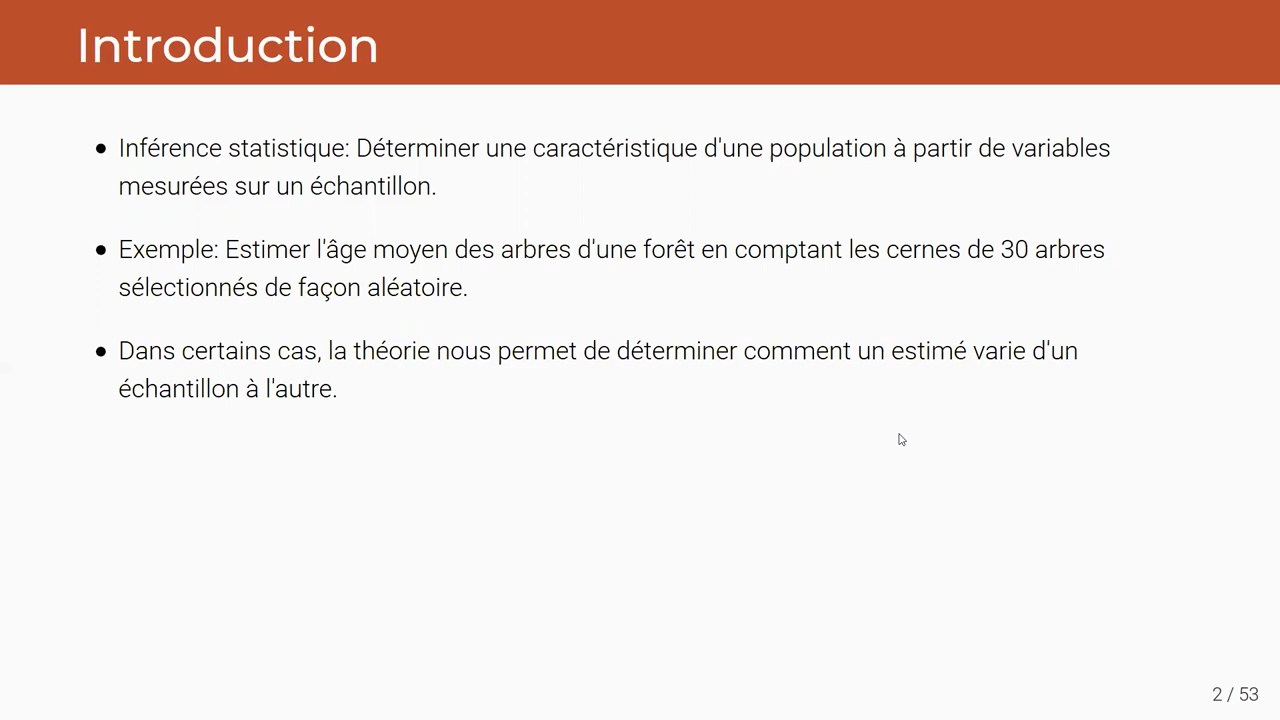 Introduction
• Inférence statistique: Déterminer une caractéristique d'une population à partir de variables
mesurées sur un échantillon.
• Exemple: Estimer l'âge moyen des arbres d'une forêt en comptant les cernes de 30 arbres
sélectionnés de façon aléatoire.
• Dans certains cas, la théorie nous permet de déterminer comment un estimé varie d'un
échantillon à l'autre.
2 / 53